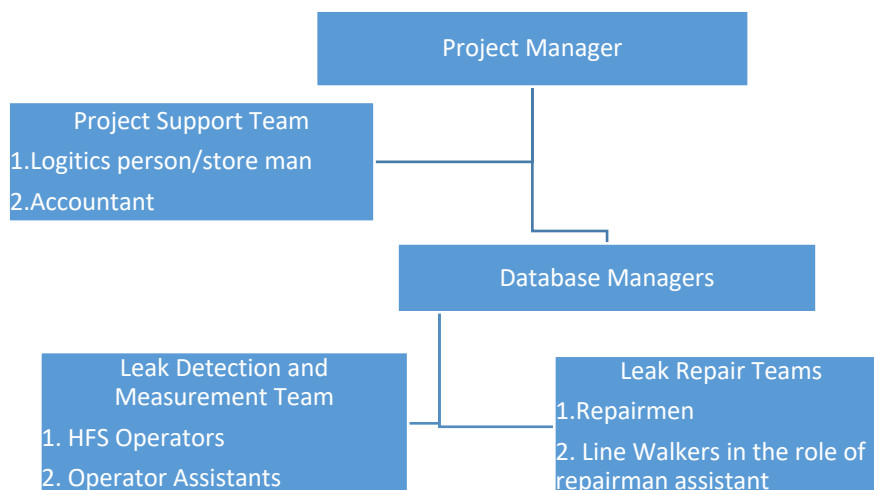 Project Manager
Project Support Team
1.Logitics person/store man
2.Accountant
Database Managers
Leak Detection and
Measurement Team
1. HFS Operators
2. Operator Assistants
Leak Repair Teams
1.Repairmen
2. Line Walkers in the role of
repairman assistant